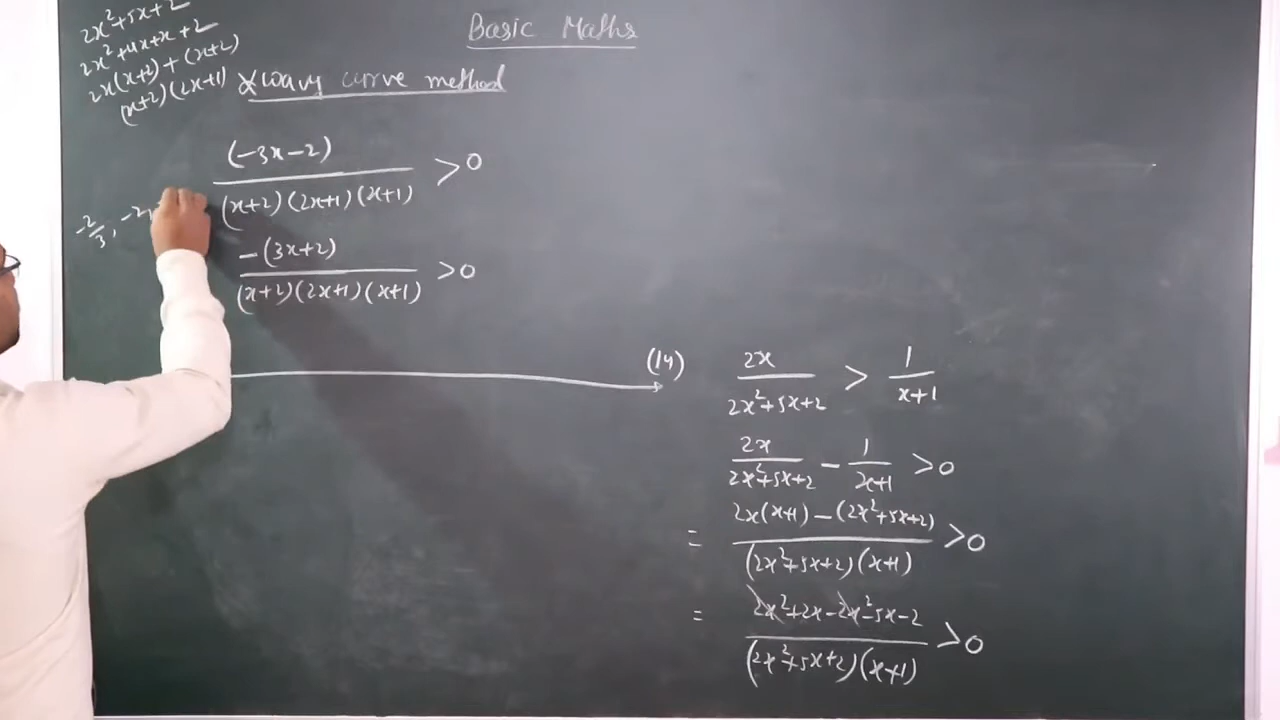 Basic Maths
2x²+5x+2
2x²+4x+x+2
2x(x+2)+(x+2)
(x+2)(2x+1)
Wavy curve method
(-3x-2)/((x+2)(2x+1)(x+1)) >0
-2/3, -2,
-(3x+2)/((x+2)(2x+1)(x+1)) >0
(14) 2x/(2x²+5x+2) > 1/(x+1)
2x/(2x²+5x+2) - 1/(x+1) >0
= (2x(x+1)-(2x²+5x+2))/((2x²+5x+2)(x+1)) >0
= (2x²+2x-2x²-5x-2)/((2x²+5x+2)(x+1)) >0